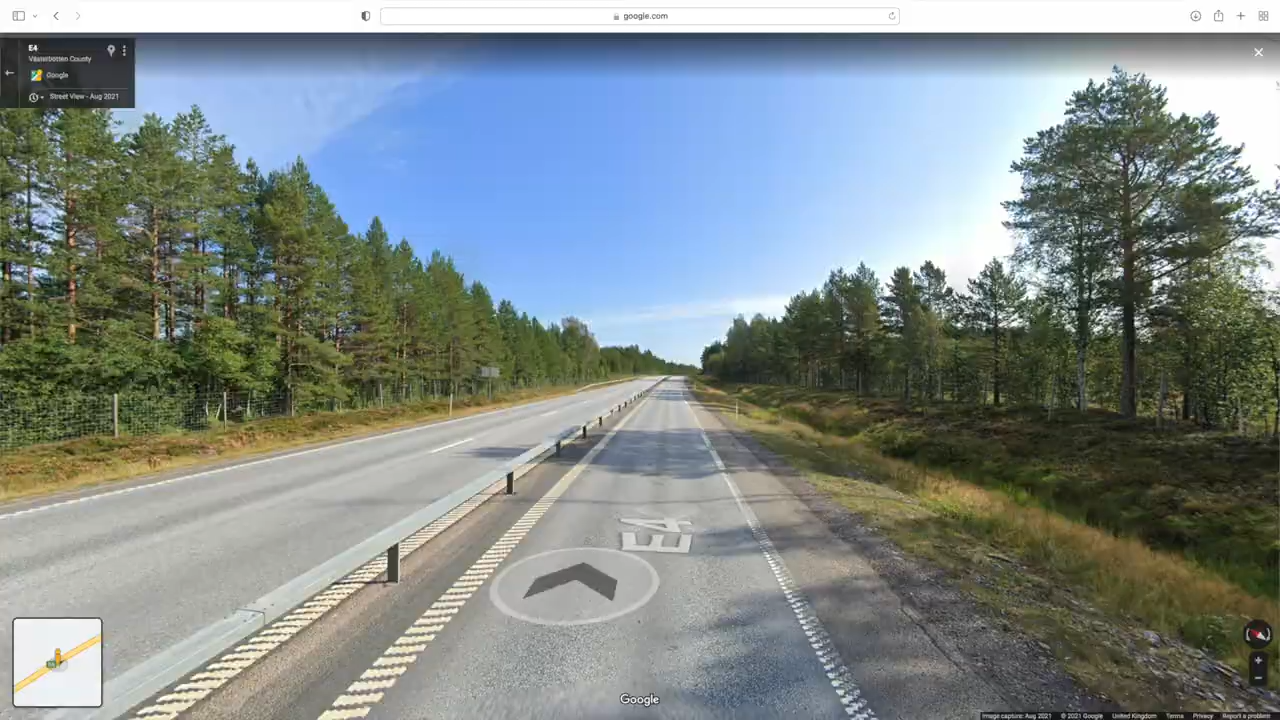 google.com
E4
Västerbotten County
Google
Street View - Aug 2021
E4
Google
Image capture: Aug 2021 © 2021 Google United Kingdom Terms Privacy Report a problem